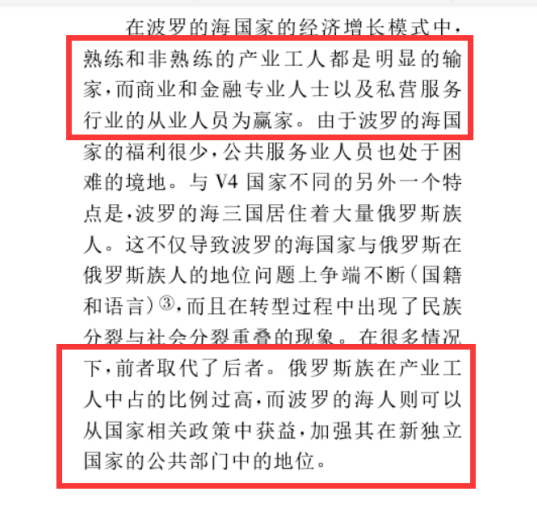 在波罗的海国家的经济增长模式中,
熟练和非熟练的产业工人都是明显的输
家,而商业和金融专业人士以及私营服务
行业的从业人员为赢家。由于波罗的海国
家的福利很少,公共服务业人员也处于困
难的境地。与 V4 国家不同的另外一个特
点是,波罗的海三国居住着大量俄罗斯族
人。这不仅导致波罗的海国家与俄罗斯在
俄罗斯族人的地位问题上争端不断(国籍
和语言)③,而且在转型过程中出现了民族
分裂与社会分裂重叠的现象。在很多情况
下,前者取代了后者。俄罗斯族在产业工
人中占的比例过高,而波罗的海人则可以
从国家相关政策中获益,加强其在新独立
国家的公共部门中的地位。